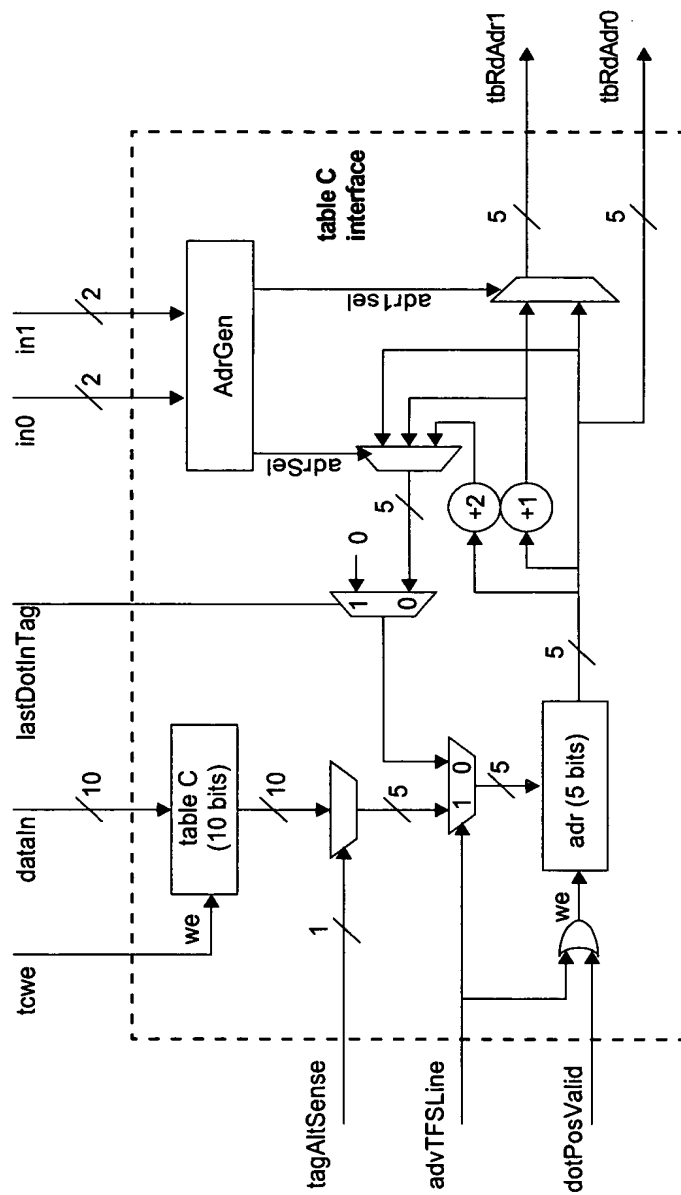 tcwe
dataIn
lastDotInTag
in0
in1
10
2
2
we
table C
(10 bits)
AdrGen
table C
interface
10
0
adrSel
adr1sel
tagAltSense
1
1
0
5
5
5
5
tbRdAdr1
advTFSLine
1 0
5
+2
+1
we
adr (5 bits)
5
5
tbRdAdr0
dotPosValid